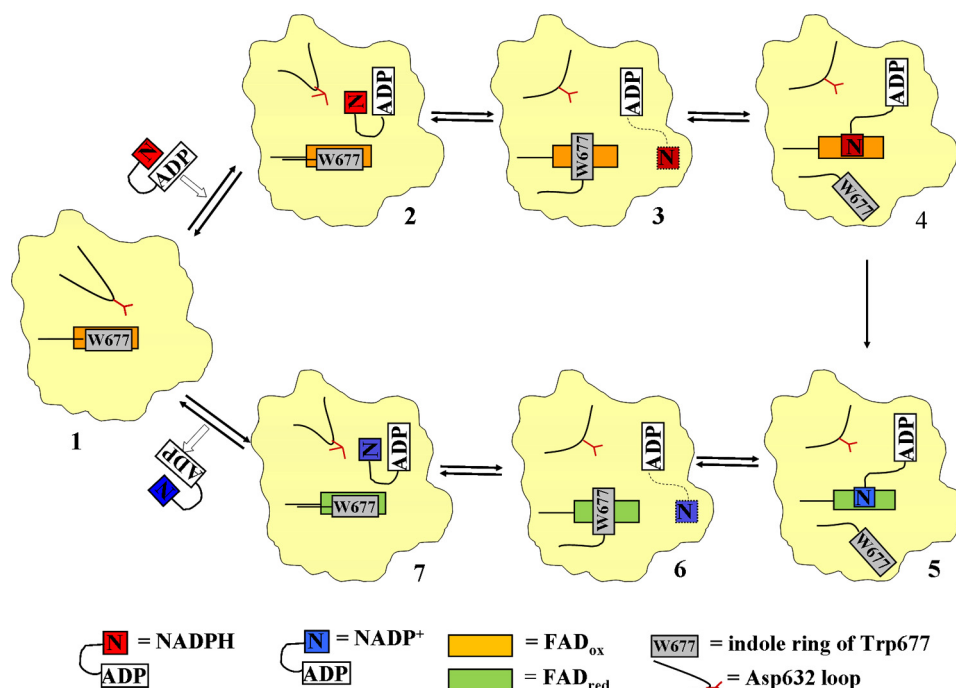 2
N ADP
W677
3
ADP
W677 N
4
ADP
N
W677
N ADP
1
W677
ADP
N
7
N ADP
W677
6
ADP
W677 N
5
ADP
N
W677
N = NADPH
ADP
N = NADP⁺
ADP
= FADox
= FADred
W677 = indole ring of Trp677
= Asp632 loop